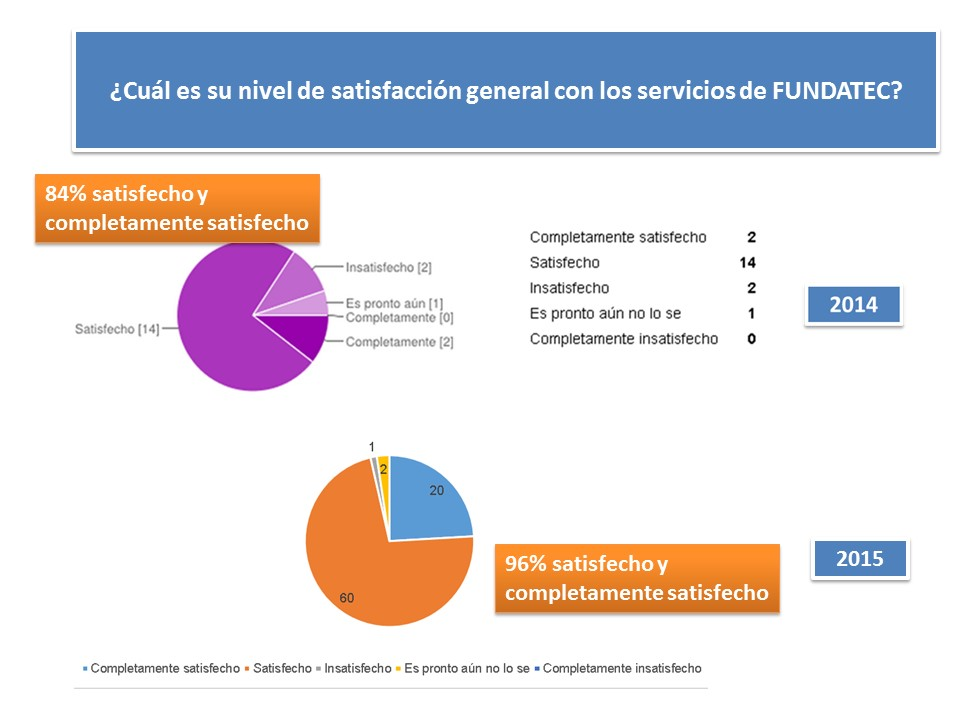 ¿Cuál es su nivel de satisfacción general con los servicios de FUNDATEC?
84% satisfecho y
completamente satisfecho
Insatisfecho [2]
Es pronto aún [1]
Completamente [0]
Completamente [2]
Satisfecho [14]
Completamente satisfecho 2
Satisfecho 14
Insatisfecho 2
Es pronto aún no lo se 1
Completamente insatisfecho 0
2014
1
2
20
60
96% satisfecho y
completamente satisfecho
2015
Completamente satisfecho Satisfecho Insatisfecho Es pronto aún no lo se Completamente insatisfecho